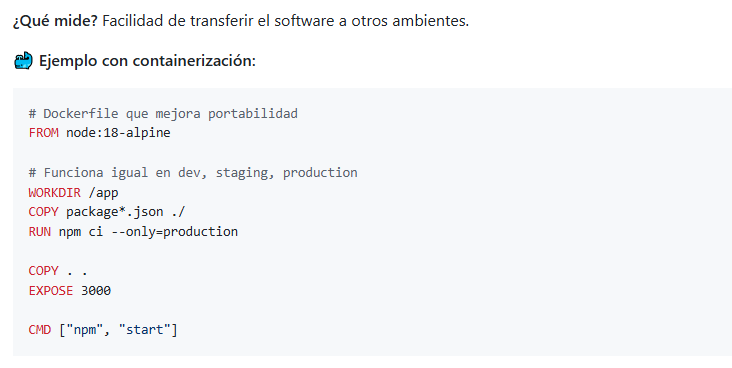 ¿Qué mide? Facilidad de transferir el software a otros ambientes.
Ejemplo con containerización:
# Dockerfile que mejora portabilidad
FROM node:18-alpine
# Funciona igual en dev, staging, production
WORKDIR /app
COPY package*.json ./
RUN npm ci --only=production
COPY . .
EXPOSE 3000
CMD ["npm", "start"]